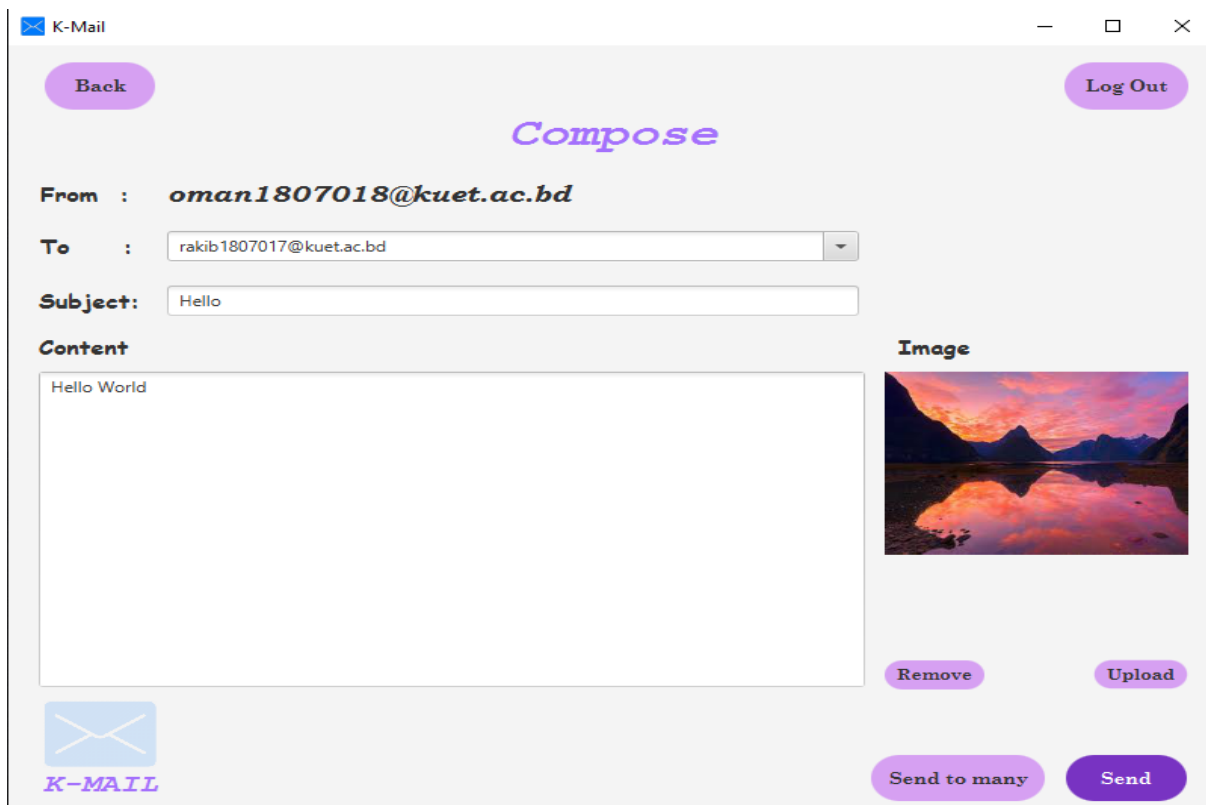 K-Mail
Back
Log Out
Compose
From : oman1807018@kuet.ac.bd
To : rakib1807017@kuet.ac.bd
Subject: Hello
Content
Image
Hello World
Remove
Upload
K-MAIL
Send to many
Send